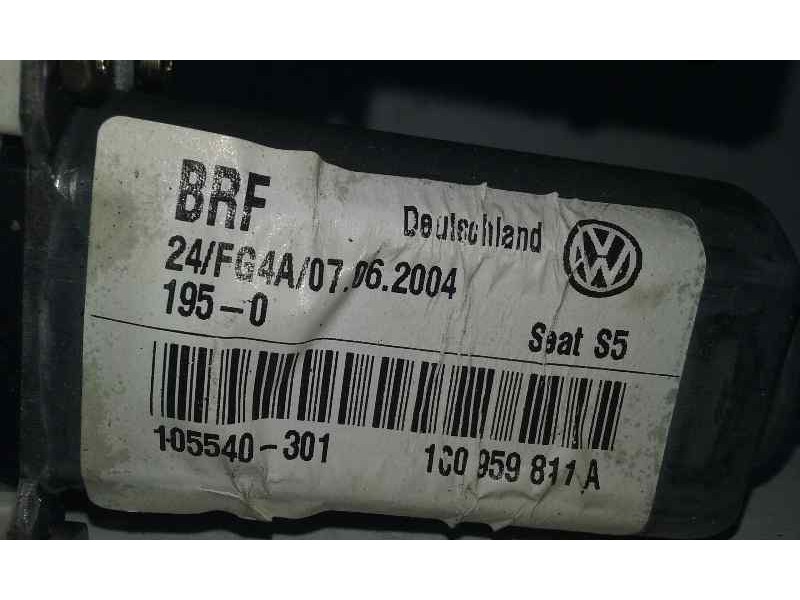 BRF
Deutschland
24/FG4A/07.06.2004
195-0
Seat S5
105540-301
1C0 959 811 A